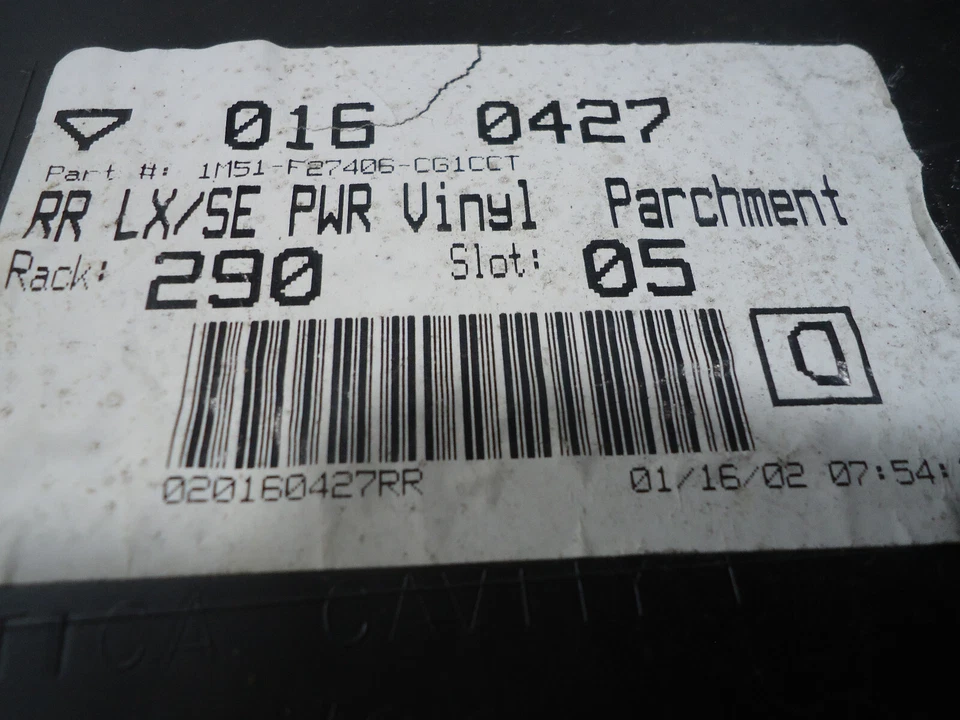 016 0427
Part #: 1M51-F27406-CG1CCT
RR LX/SE PWR Vinyl Parchment
Rack: 290 Slot: 05
0
020160427RR 01/16/02 07:54:
CAVITY